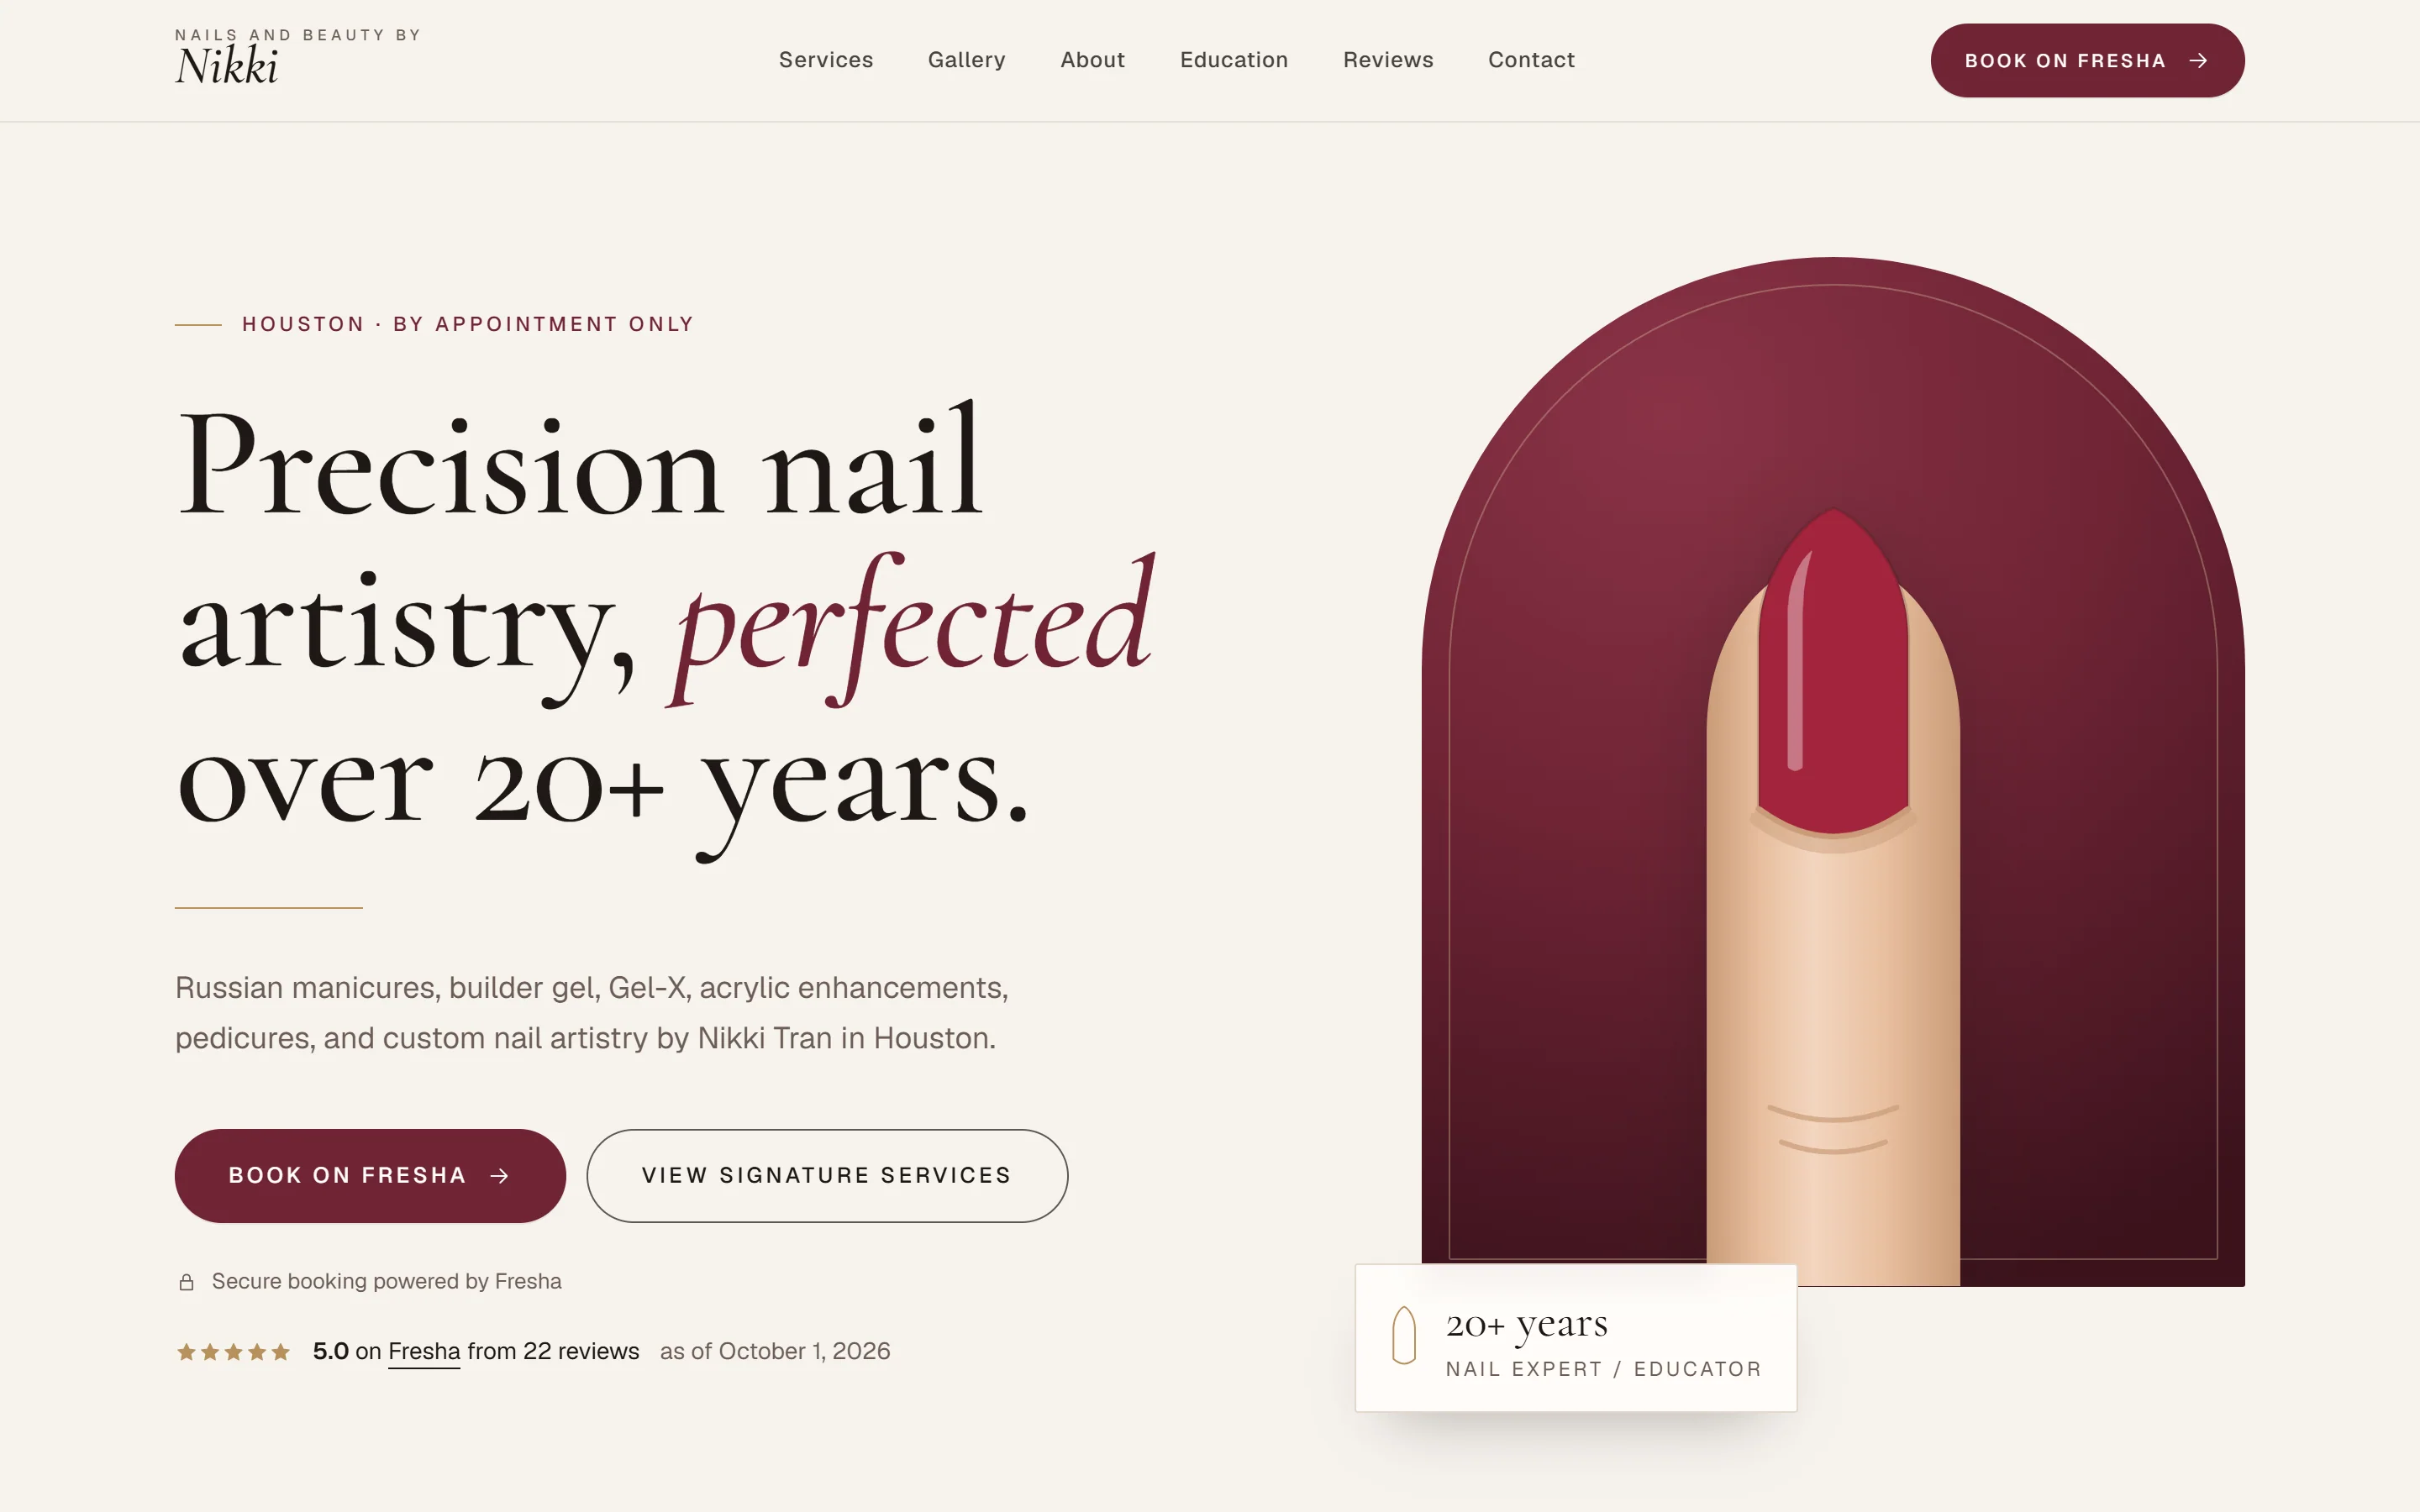 NAILS AND BEAUTY BY
Nikki
Services
Gallery
About
Education
Reviews
Contact
BOOK ON FRESHA →
HOUSTON · BY APPOINTMENT ONLY
Precision nail
artistry, perfected
over 20+ years.
Russian manicures, builder gel, Gel-X, acrylic enhancements,
pedicures, and custom nail artistry by Nikki Tran in Houston.
BOOK ON FRESHA →
VIEW SIGNATURE SERVICES
Secure booking powered by Fresha
★★★★★ 5.0 on Fresha from 22 reviews as of October 1, 2026
20+ years
NAIL EXPERT / EDUCATOR